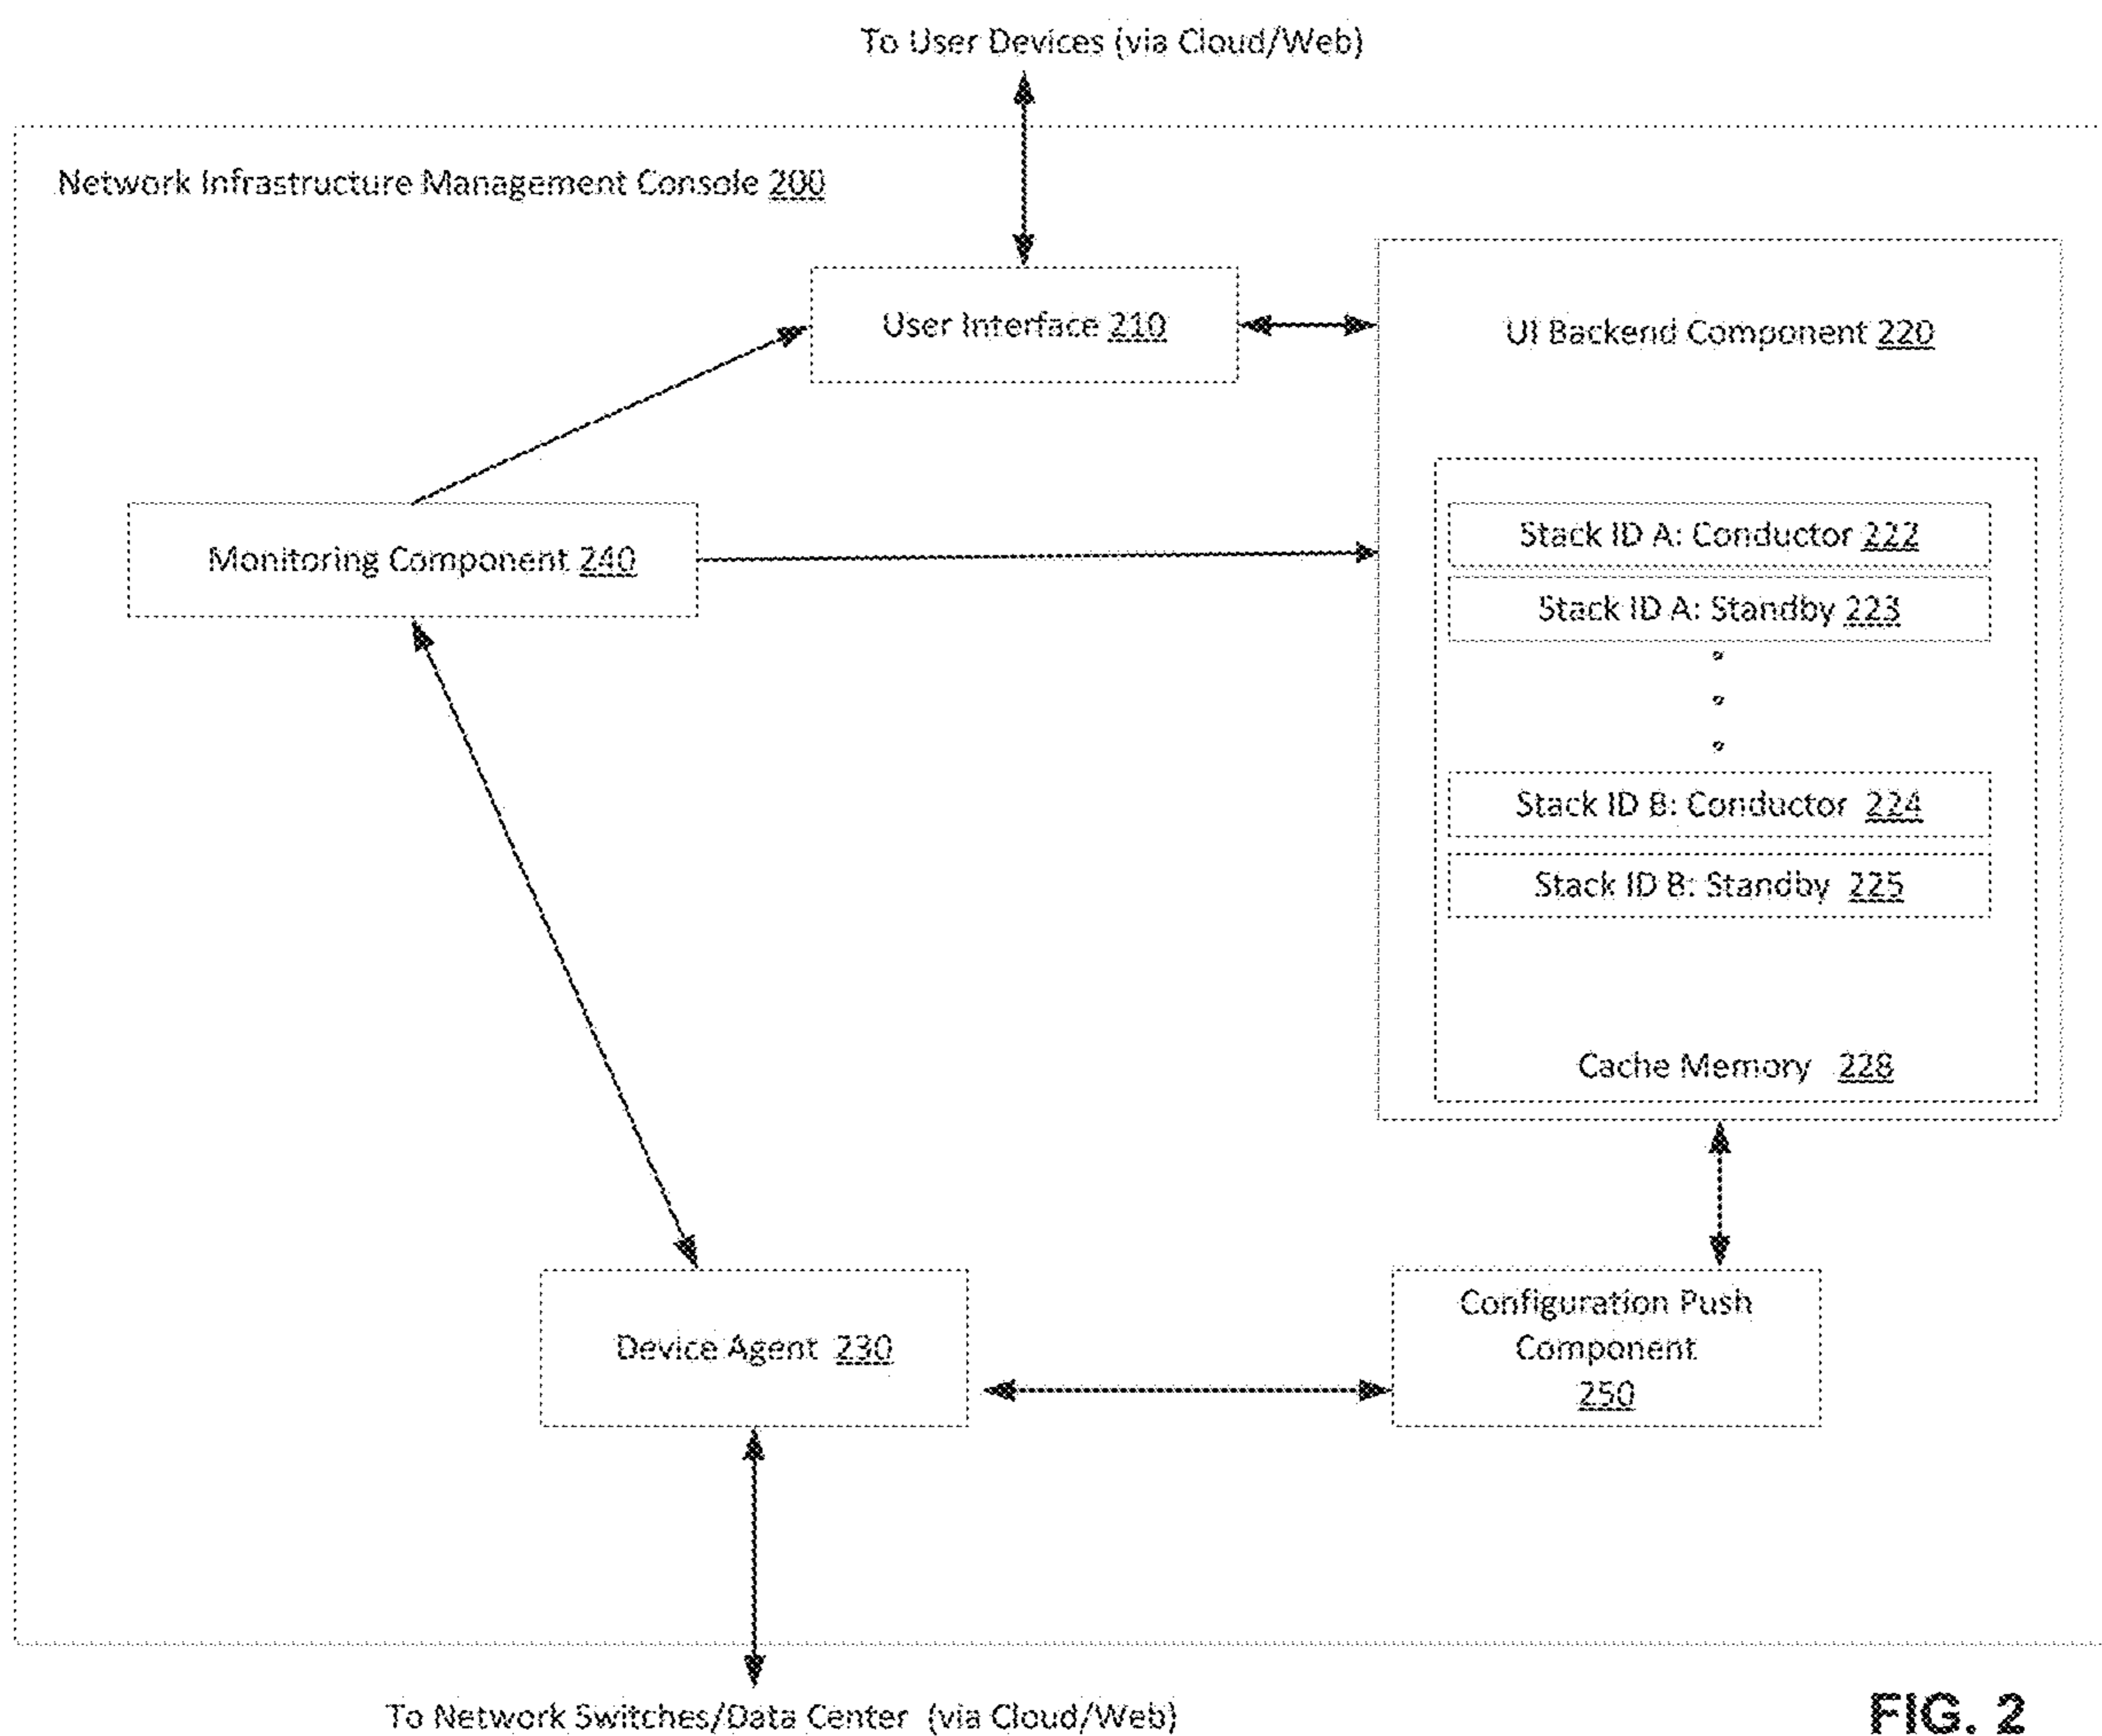 To User Devices (via Cloud/Web)
Network Infrastructure Management Console 200
User Interface 210
UI Backend Component 220
Monitoring Component 240
Stack ID A: Conductor 222
Stack ID A: Standby 223
Stack ID B: Conductor 224
Stack ID B: Standby 225
Cache Memory 228
Device Agent 230
Configuration Push
Component
250
To Network Switches/Data Center (via Cloud/Web)
FIG. 2